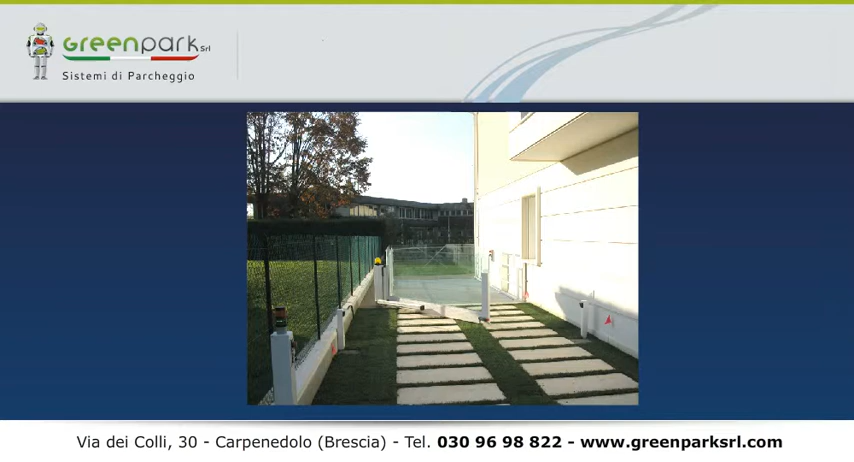 greenpark Srl
Sistemi di Parcheggio
Via dei Colli, 30 - Carpenedolo (Brescia) - Tel. 030 96 98 822 - www.greenparksrl.com